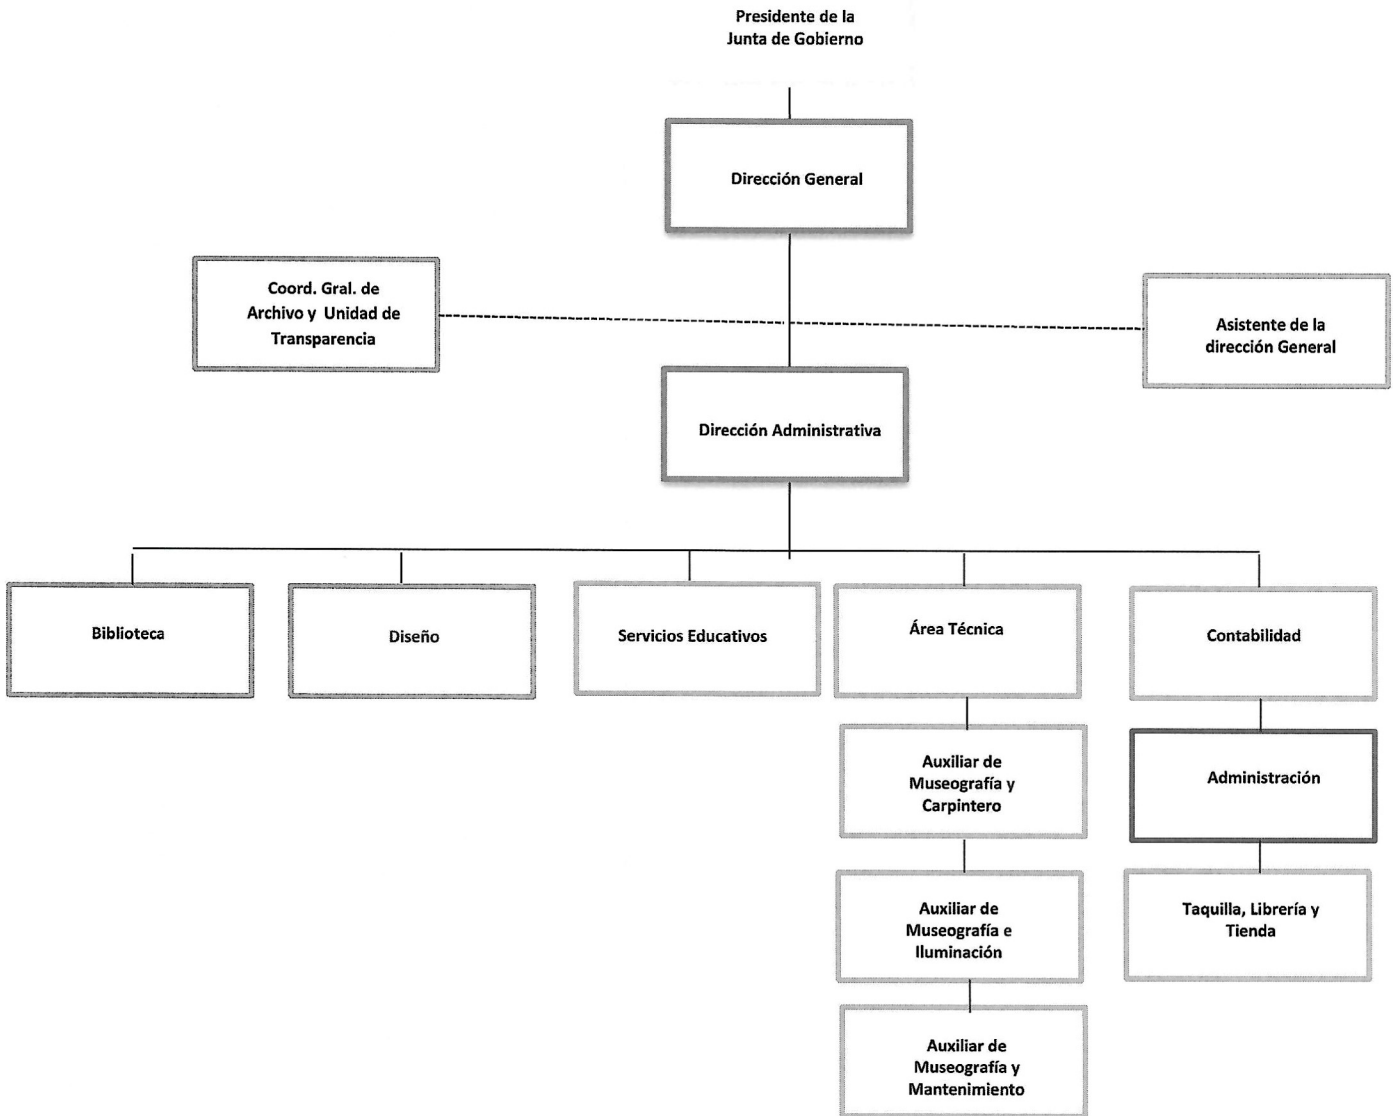 Presidente de la
Junta de Gobierno
Dirección General
Coord. Gral. de
Archivo y Unidad de
Transparencia
Asistente de la
dirección General
Dirección Administrativa
Biblioteca
Diseño
Servicios Educativos
Área Técnica
Contabilidad
Auxiliar de
Museografía y
Carpintero
Administración
Auxiliar de
Museografía e
Iluminación
Taquilla, Librería y
Tienda
Auxiliar de
Museografía y
Mantenimiento